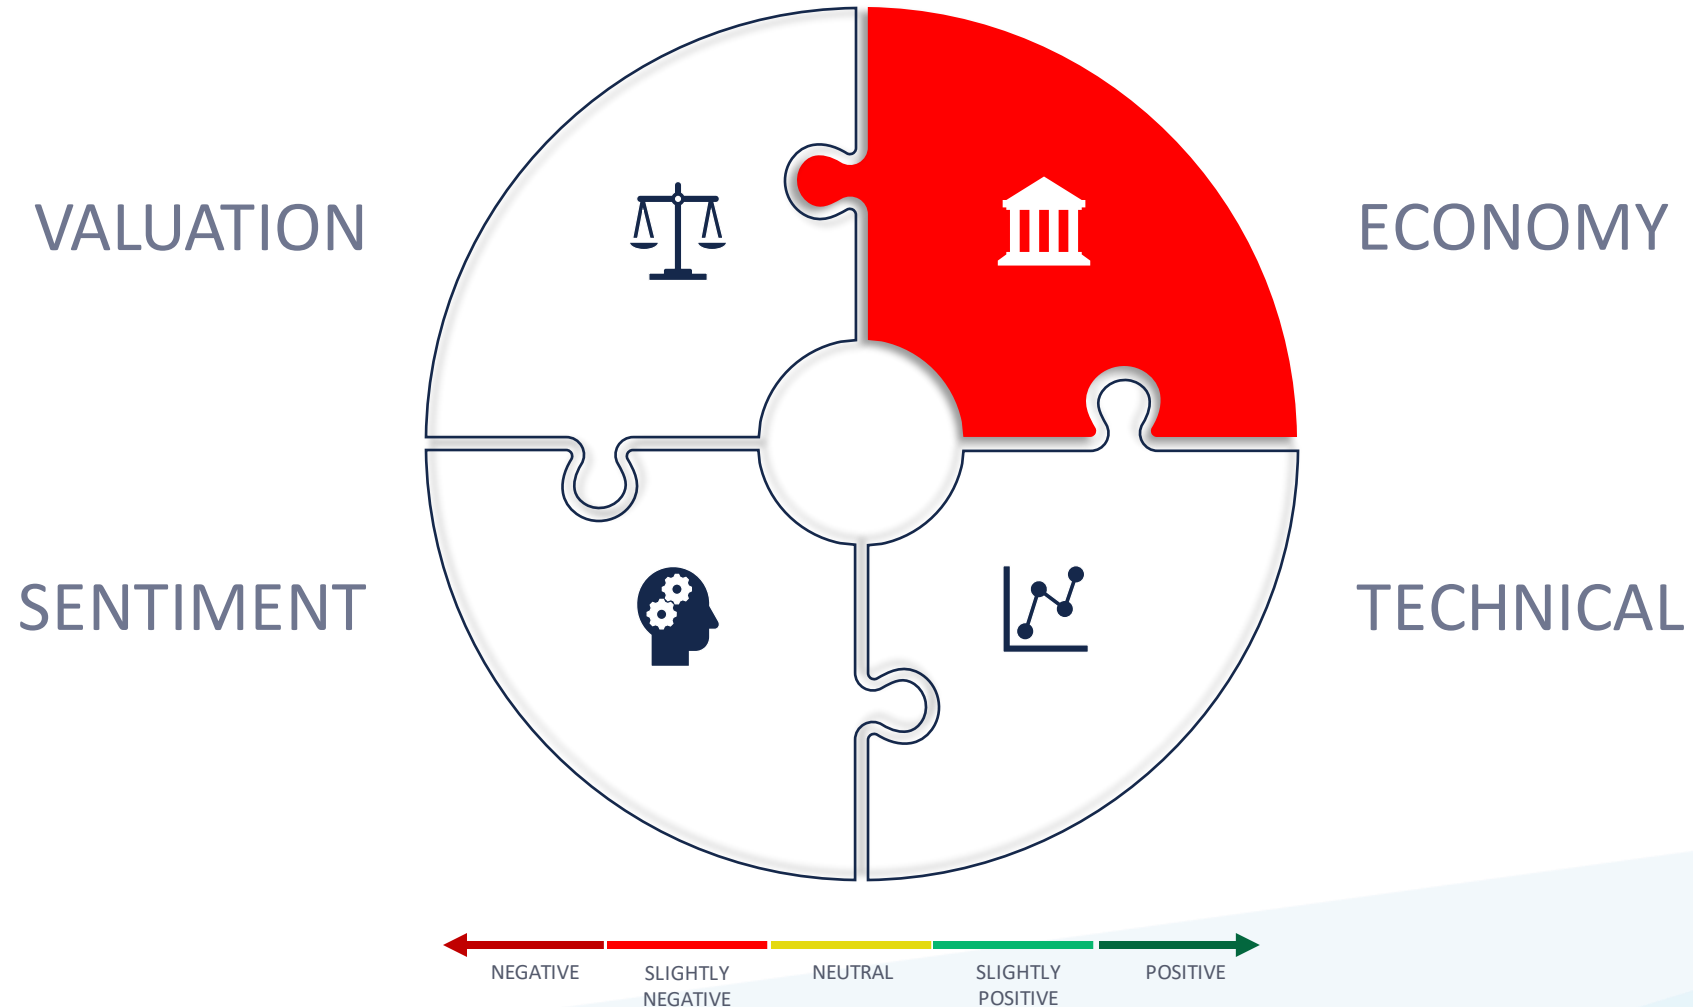 VALUATION
ECONOMY
SENTIMENT
TECHNICAL
NEGATIVE
SLIGHTLY
NEGATIVE
NEUTRAL
SLIGHTLY
POSITIVE
POSITIVE